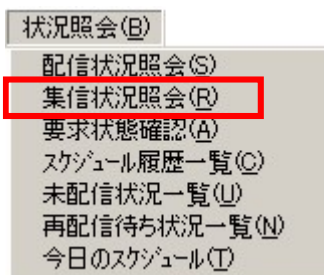 状況照会(B)
配信状況照会(S)
集信状況照会(R)
要求状態確認(A)
スケジュール履歴一覧(C)
未配信状況一覧(U)
再配信待ち状況一覧(N)
今日のスケジュール(T)